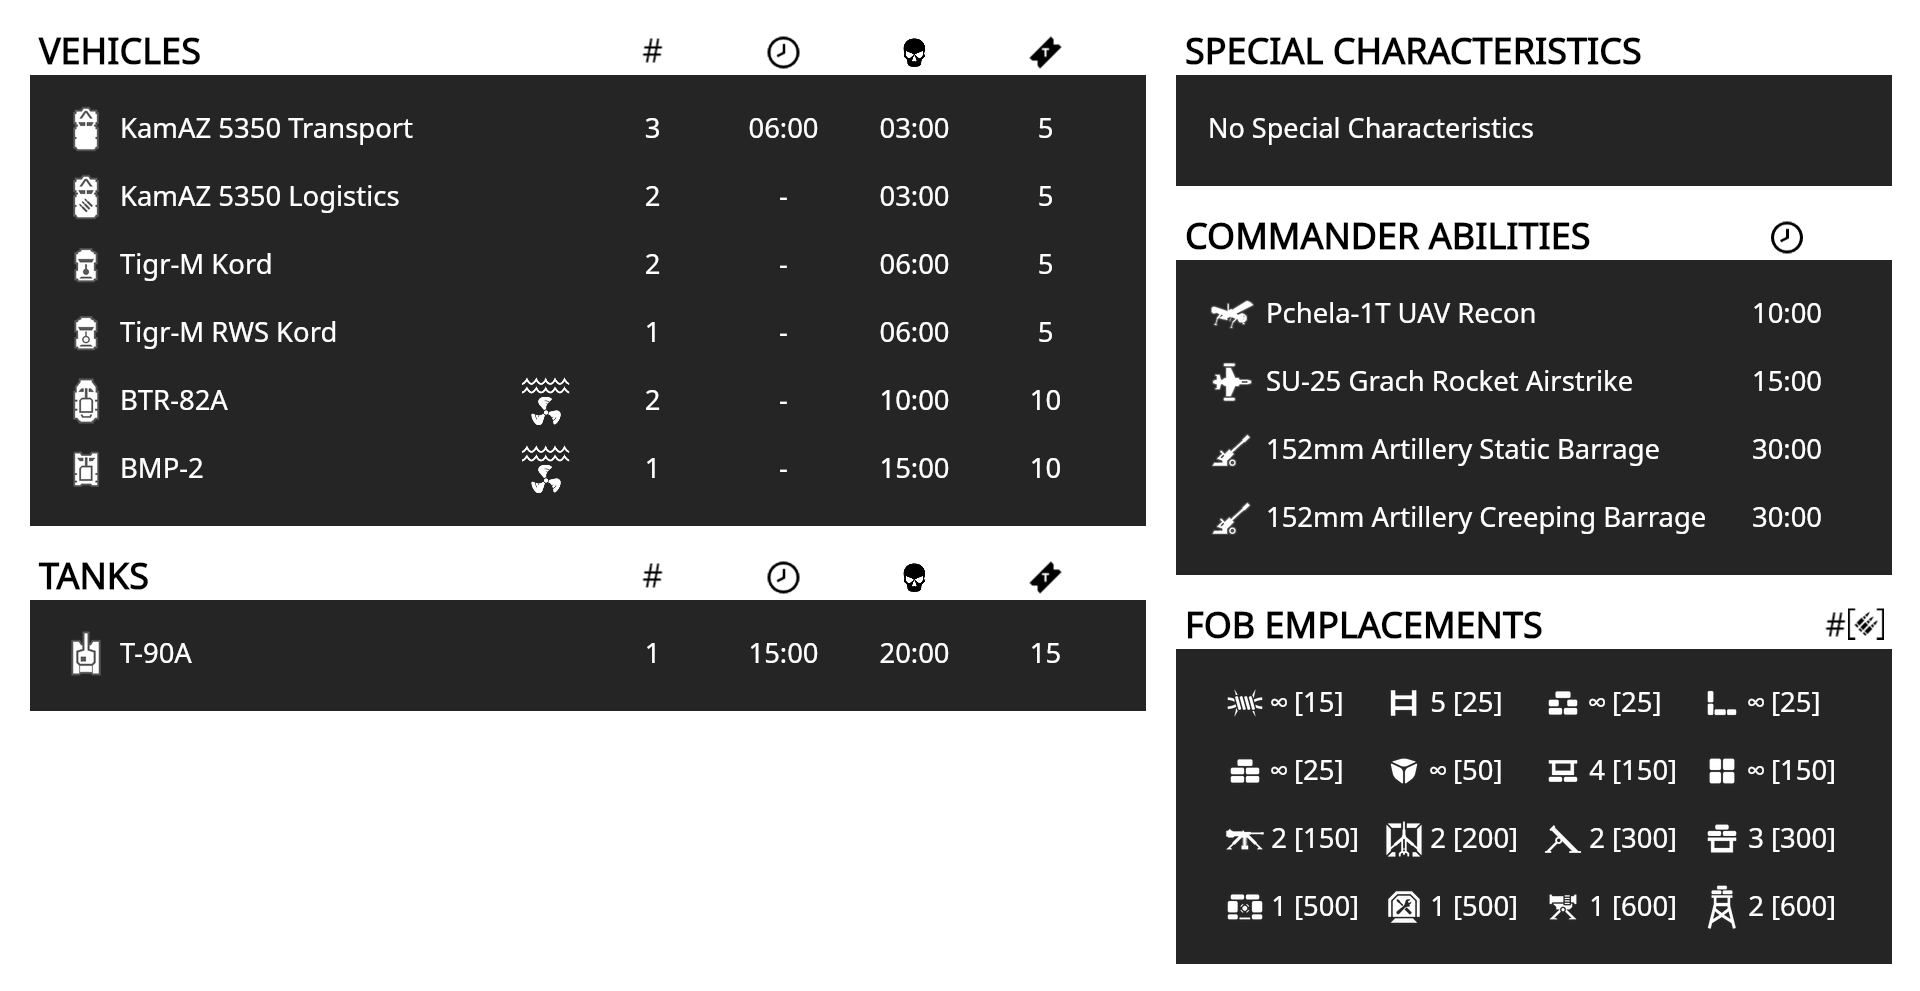 VEHICLES #
KamAZ 5350 Transport 3 06:00 03:00 5
KamAZ 5350 Logistics 2 - 03:00 5
Tigr-M Kord 2 - 06:00 5
Tigr-M RWS Kord 1 - 06:00 5
BTR-82A 2 - 10:00 10
BMP-2 1 - 15:00 10
TANKS #
T-90A 1 15:00 20:00 15
SPECIAL CHARACTERISTICS
No Special Characteristics
COMMANDER ABILITIES
Pchela-1T UAV Recon 10:00
SU-25 Grach Rocket Airstrike 15:00
152mm Artillery Static Barrage 30:00
152mm Artillery Creeping Barrage 30:00
FOB EMPLACEMENTS #[]
∞ [15] 5 [25] ∞ [25] ∞ [25]
∞ [25] ∞ [50] 4 [150] ∞ [150]
2 [150] 2 [200] 2 [300] 3 [300]
1 [500] 1 [500] 1 [600] 2 [600]